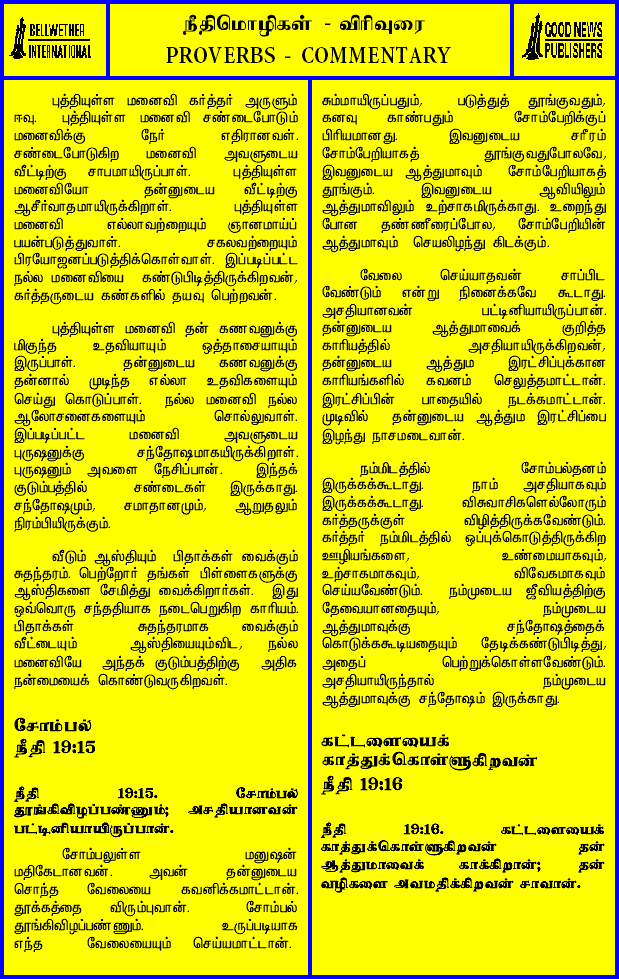 BELLWETHER
INTERNATIONAL
நீதிமொழிகள் - விரிவுரை
PROVERBS - COMMENTARY
GOOD NEWS
PUBLISHERS
புத்தியுள்ள மனைவி கர்த்தர் அருளும்
ஈவு. புத்தியுள்ள மனைவி சண்டைபோடும்
மனைவிக்கு நேர் எதிரானவள்.
சண்டைபோடுகிற மனைவி அவளுடைய
வீட்டிற்கு சாபமாயிருப்பாள். புத்தியுள்ள
மனைவியோ தன்னுடைய வீட்டிற்கு
ஆசீர்வாதமாயிருக்கிறாள். புத்தியுள்ள
மனைவி எல்லாவற்றையும் ஞானமாய்ப்
பயன்படுத்துவாள். சகலவற்றையும்
பிரயோஜனப்படுத்திக்கொள்வாள். இப்படிப்பட்ட
நல்ல மனைவியை கண்டுபிடித்திருக்கிறவன்,
கர்த்தருடைய கண்களில் தயவு பெற்றவன்.
புத்தியுள்ள மனைவி தன் கணவனுக்கு
மிகுந்த உதவியாயும் ஒத்தாசையாயும்
இருப்பாள். தன்னுடைய கணவனுக்கு
தன்னால் முடிந்த எல்லா உதவிகளையும்
செய்து கொடுப்பாள். நல்ல மனைவி நல்ல
ஆலோசனைகளையும் சொல்லுவாள்.
இப்படிப்பட்ட மனைவி அவளுடைய
புருஷனுக்கு சந்தோஷமாகயிருக்கிறாள்.
புருஷனும் அவளை நேசிப்பான். இந்தக்
குடும்பத்தில் சண்டைகள் இருக்காது.
சந்தோஷமும், சமாதானமும், ஆறுதலும்
நிரம்பியிருக்கும்.
வீடும் ஆஸ்தியும் பிதாக்கள் வைக்கும்
சுதந்தரம். பெற்றோர் தங்கள் பிள்ளைகளுக்கு
ஆஸ்திகளை சேமித்து வைக்கிறார்கள். இது
ஒவ்வொரு சந்ததியாக நடைபெறுகிற காரியம்.
பிதாக்கள் சுதந்தரமாக வைக்கும்
வீட்டையும் ஆஸ்தியையும்விட, நல்ல
மனைவியே அந்தக் குடும்பத்திற்கு அதிக
நன்மையைக் கொண்டுவருகிறவள்.
சோம்பல்
நீதி 19:15
நீதி 19:15. சோம்பல்
தூங்கிவிழப்பண்ணும்; அசதியானவன்
பட்டினியாயிருப்பான்.
சோம்பலுள்ள மனுஷன்
மதிகேடானவன். அவன் தன்னுடைய
சொந்த வேலையை கவனிக்கமாட்டான்.
தூக்கத்தை விரும்புவான். சோம்பல்
தூங்கிவிழப்பண்ணும். உருப்படியாக
எந்த வேலையையும் செய்யமாட்டான்.
சும்மாயிருப்பதும், படுத்துத் தூங்குவதும்,
கனவு காண்பதும் சோம்பேறிக்குப்
பிரியமானது. இவனுடைய சரீரம்
சோம்பேறியாகத் தூங்குவதுபோலவே,
இவனுடைய ஆத்துமாவும் சோம்பேறியாகத்
தூங்கும். இவனுடைய ஆவியிலும்
ஆத்துமாவிலும் உற்சாகமிருக்காது. உறைந்து
போன தண்ணீரைப்போல, சோம்பேறியின்
ஆத்துமாவும் செயலிழந்து கிடக்கும்.
வேலை செய்யாதவன் சாப்பிட
வேண்டும் என்று நினைக்கவே கூடாது.
அசதியானவன் பட்டினியாயிருப்பான்.
தன்னுடைய ஆத்துமாவைக் குறித்த
காரியத்தில் அசதியாயிருக்கிறவன்,
தன்னுடைய ஆத்தும இரட்சிப்புக்கான
காரியங்களில் கவனம் செலுத்தமாட்டான்.
இரட்சிப்பின் பாதையில் நடக்கமாட்டான்.
முடிவில் தன்னுடைய ஆத்தும இரட்சிப்பை
இழந்து நாசமடைவான்.
நம்மிடத்தில் சோம்பல்தனம்
இருக்கக்கூடாது. நாம் அசதியாகவும்
இருக்கக்கூடாது. விசுவாசிகளெல்லோரும்
கர்த்தருக்குள் விழித்திருக்கவேண்டும்.
கர்த்தர் நம்மிடத்தில் ஒப்புக்கொடுத்திருக்கிற
ஊழியங்களை, உண்மையாகவும்,
உற்சாகமாகவும், விவேகமாகவும்
செய்யவேண்டும். நம்முடைய ஜீவியத்திற்கு
தேவையானதையும், நம்முடைய
ஆத்துமாவுக்கு சந்தோஷத்தைக்
கொடுக்ககூடியதையும் தேடிக்கண்டுபிடித்து,
அதைப் பெற்றுக்கொள்ளவேண்டும்.
அசதியாயிருந்தால் நம்முடைய
ஆத்துமாவுக்கு சந்தோஷம் இருக்காது.
கட்டளையைக்
காத்துக்கொள்ளுகிறவன்
நீதி 19:16
நீதி 19:16. கட்டளையைக்
காத்துக்கொள்ளுகிறவன் தன்
ஆத்துமாவைக் காக்கிறான்; தன்
வழிகளை அவமதிக்கிறவன் சாவான்.